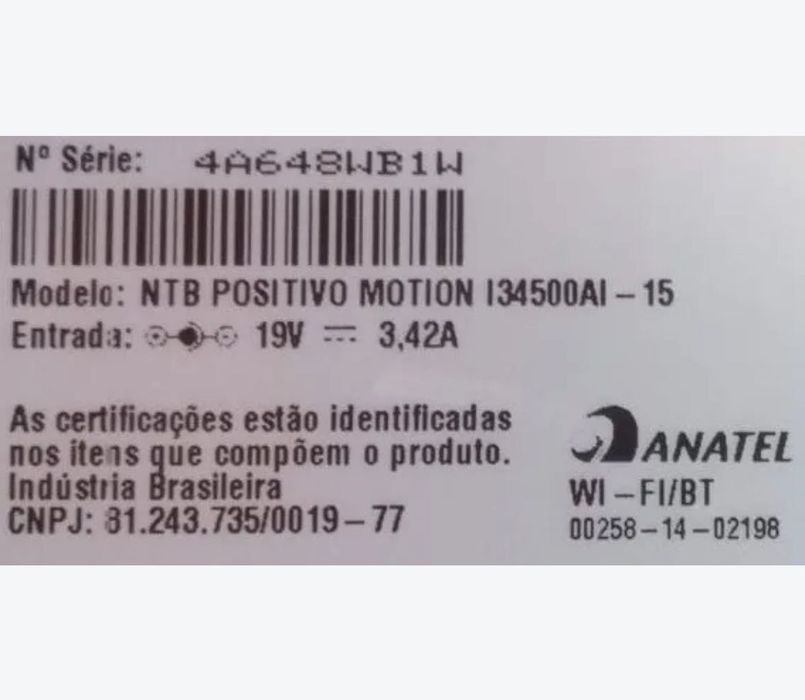 Nº Série: 4A648WB1W
Modelo: NTB POSITIVO MOTION I34500AI – 15
Entrada: 19V 3,42A
As certificações estão identificadas
nos itens que compõem o produto.
Indústria Brasileira
CNPJ: 81.243.735/0019 – 77
ANATEL
WI – FI/BT
00258 – 14 – 02198